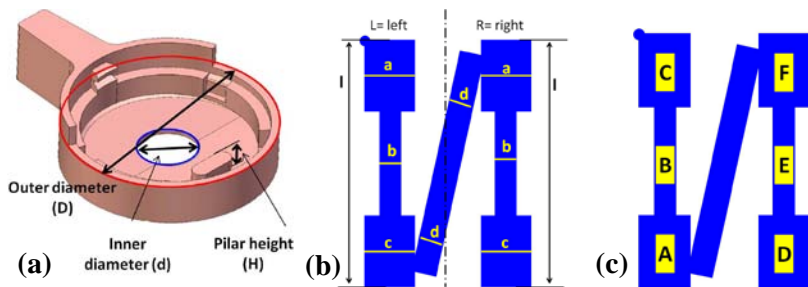 Outer diameter
(D)
Inner
diameter (d)
Pilar height
(H)
(a)
L= left
R= right
l
a
a
l
d
b
b
d
c
c
(b)
C
F
B
E
A
D
(c)